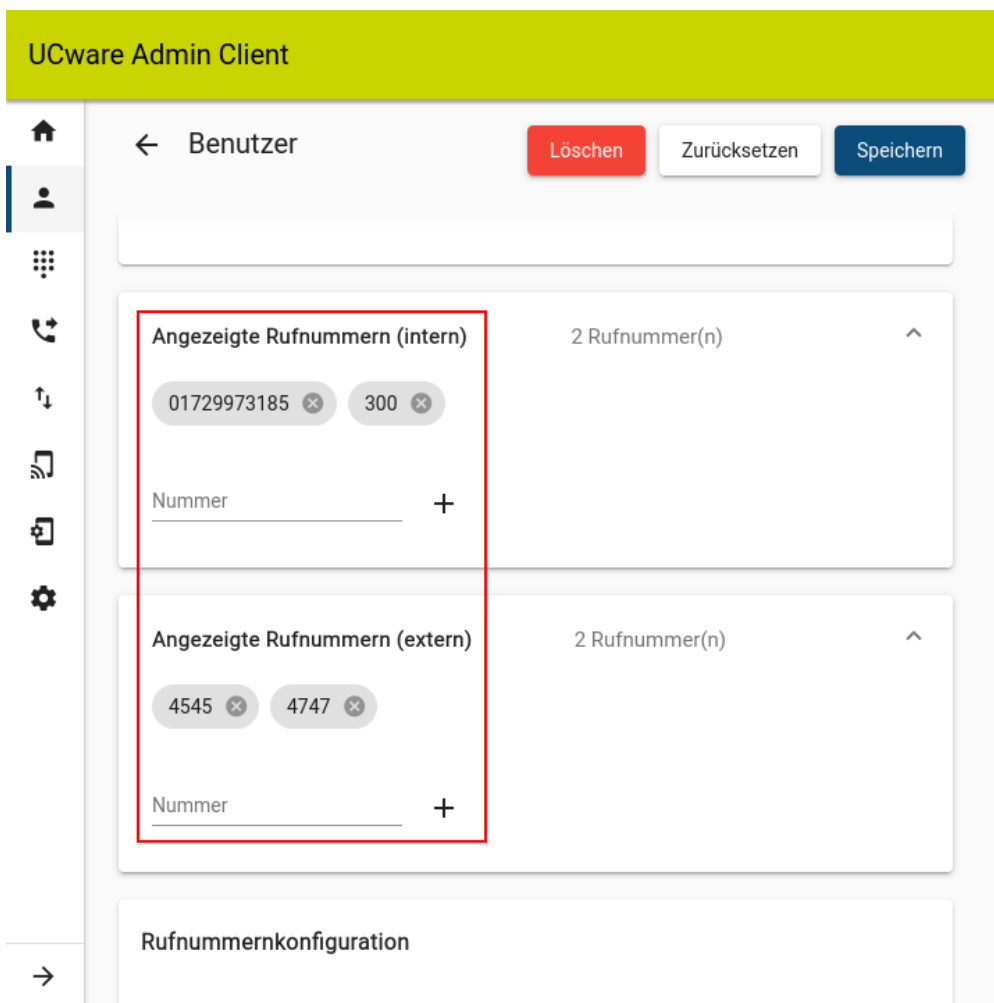 UCware Admin Client
Benutzer
Löschen
Zurücksetzen
Speichern
Angezeigte Rufnummern (intern)
2 Rufnummer(n)
01729973185
300
Nummer
Angezeigte Rufnummern (extern)
2 Rufnummer(n)
4545
4747
Nummer
Rufnummernkonfiguration